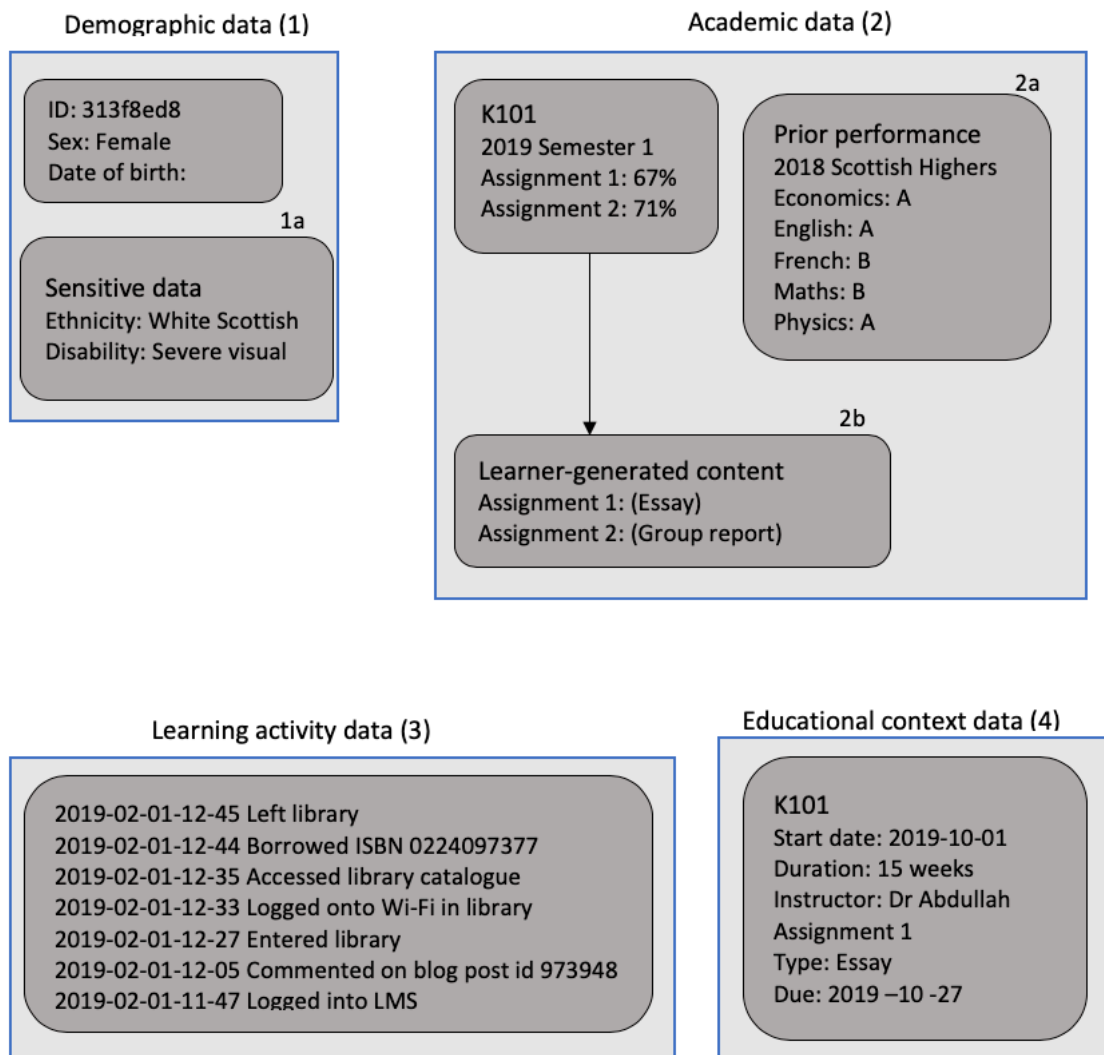 Demographic data (1)
ID: 313f8ed8
Sex: Female
Date of birth:
1a
Sensitive data
Ethnicity: White Scottish
Disability: Severe visual
Academic data (2)
K101
2019 Semester 1
Assignment 1: 67%
Assignment 2: 71%
2a
Prior performance
2018 Scottish Highers
Economics: A
English: A
French: B
Maths: B
Physics: A
2b
Learner-generated content
Assignment 1: (Essay)
Assignment 2: (Group report)
Learning activity data (3)
2019-02-01-12-45 Left library
2019-02-01-12-44 Borrowed ISBN 0224097377
2019-02-01-12-35 Accessed library catalogue
2019-02-01-12-33 Logged onto Wi-Fi in library
2019-02-01-12-27 Entered library
2019-02-01-12-05 Commented on blog post id 973948
2019-02-01-11-47 Logged into LMS
Educational context data (4)
K101
Start date: 2019-10-01
Duration: 15 weeks
Instructor: Dr Abdullah
Assignment 1
Type: Essay
Due: 2019 –10 -27